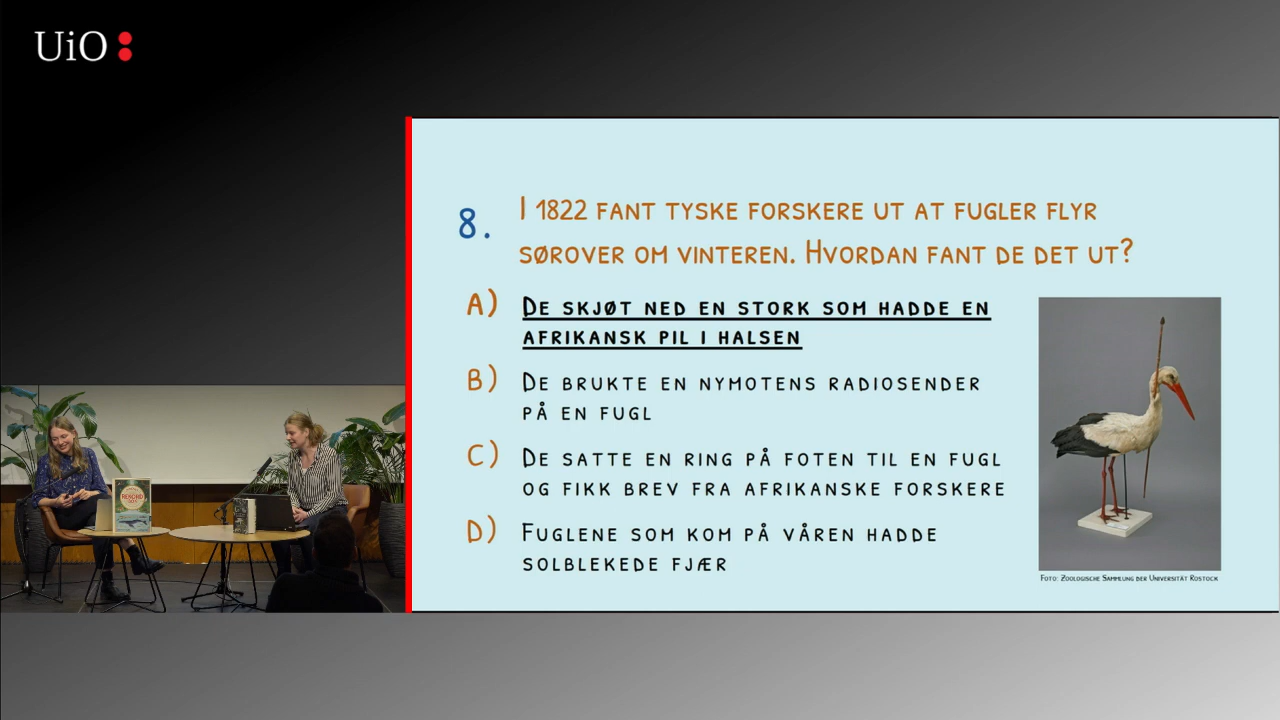 UiO
8.
I 1822 FANT TYSKE FORSKERE UT AT FUGLER FLYR
SØROVER OM VINTEREN. HVORDAN FANT DE DET UT?
A) DE SKJØT NED EN STORK SOM HADDE EN
AFRIKANSK PIL I HALSEN
B) DE BRUKTE EN NYMOTENS RADIOSENDER
PÅ EN FUGL
C) DE SATTE EN RING PÅ FOTEN TIL EN FUGL
OG FIKK BREV FRA AFRIKANSKE FORSKERE
D) FUGLENE SOM KOM PÅ VÅREN HADDE
SOLBLEKEDE FJÆR
FOTO: ZOOLOGISCHE SAMMLUNG DER UNIVERSITÄT ROSTOCK
REKORD